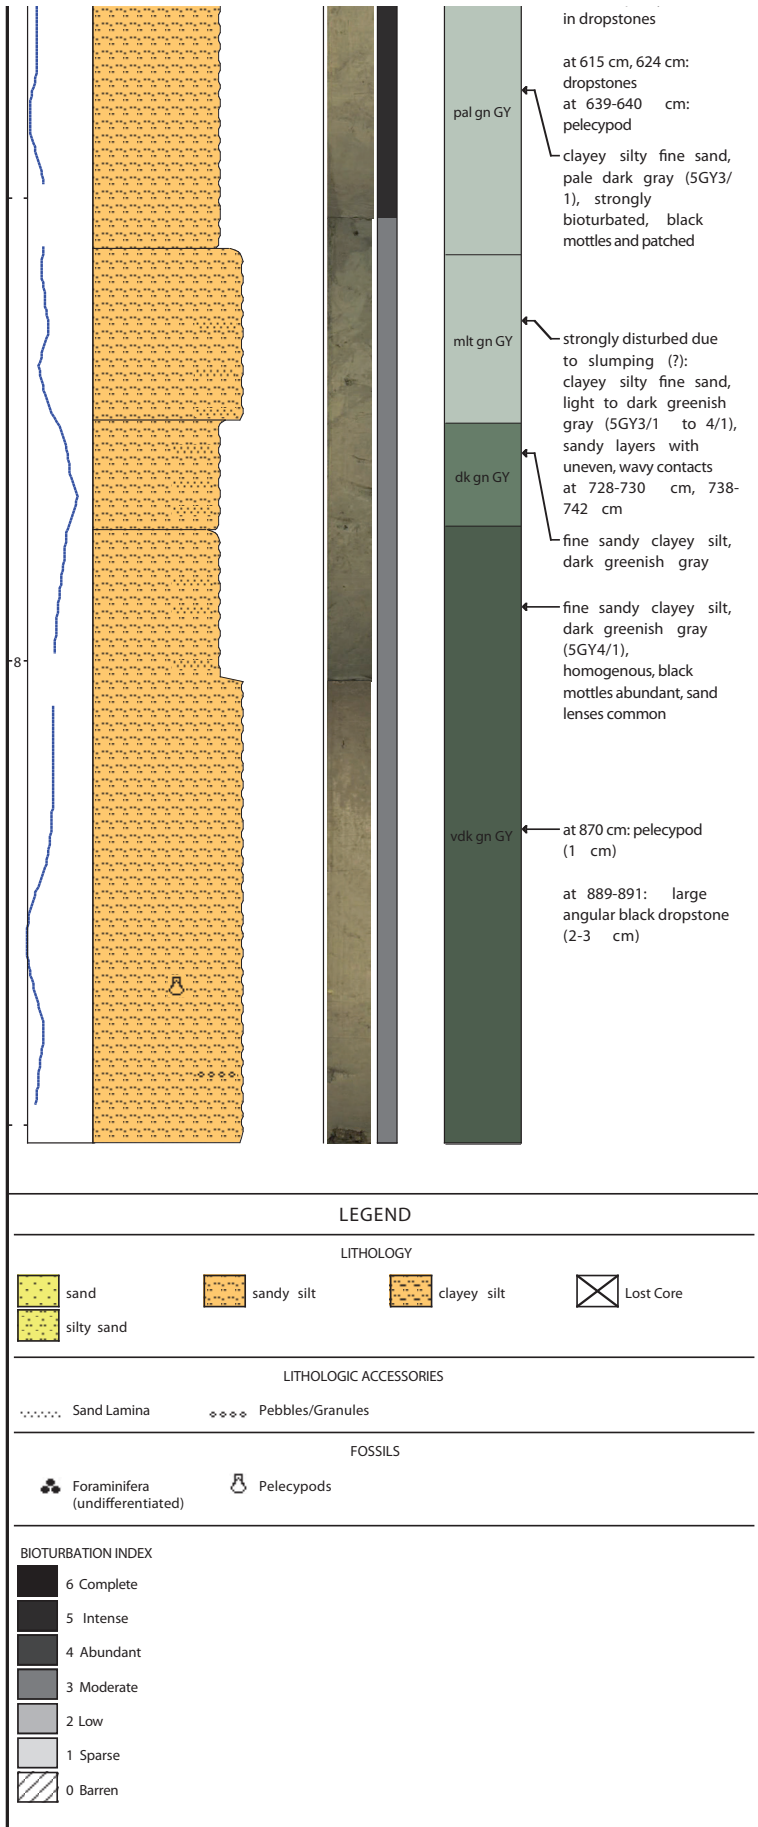 in dropstones
at 615 cm, 624 cm:
dropstones
at 639-640 cm:
pelecypod
pal gn GY
clayey silty fine sand,
pale dark gray (5GY3/
1), strongly
bioturbated, black
mottles and patched
mlt gn GY
strongly disturbed due
to slumping (?):
clayey silty fine sand,
light to dark greenish
gray (5GY3/1 to 4/1),
sandy layers with
uneven, wavy contacts
at 728-730 cm, 738-
742 cm
dk gn GY
fine sandy clayey silt,
dark greenish gray
fine sandy clayey silt,
dark greenish gray
(5GY4/1),
homogenous, black
mottles abundant, sand
lenses common
8
vdk gn GY
at 870 cm: pelecypod
(1 cm)
at 889-891: large
angular black dropstone
(2-3 cm)
LEGEND
LITHOLOGY
sand
sandy silt
clayey silt
Lost Core
silty sand
LITHOLOGIC ACCESSORIES
Sand Lamina
Pebbles/Granules
FOSSILS
Foraminifera
(undifferentiated)
Pelecypods
BIOTURBATION INDEX
6 Complete
5 Intense
4 Abundant
3 Moderate
2 Low
1 Sparse
0 Barren